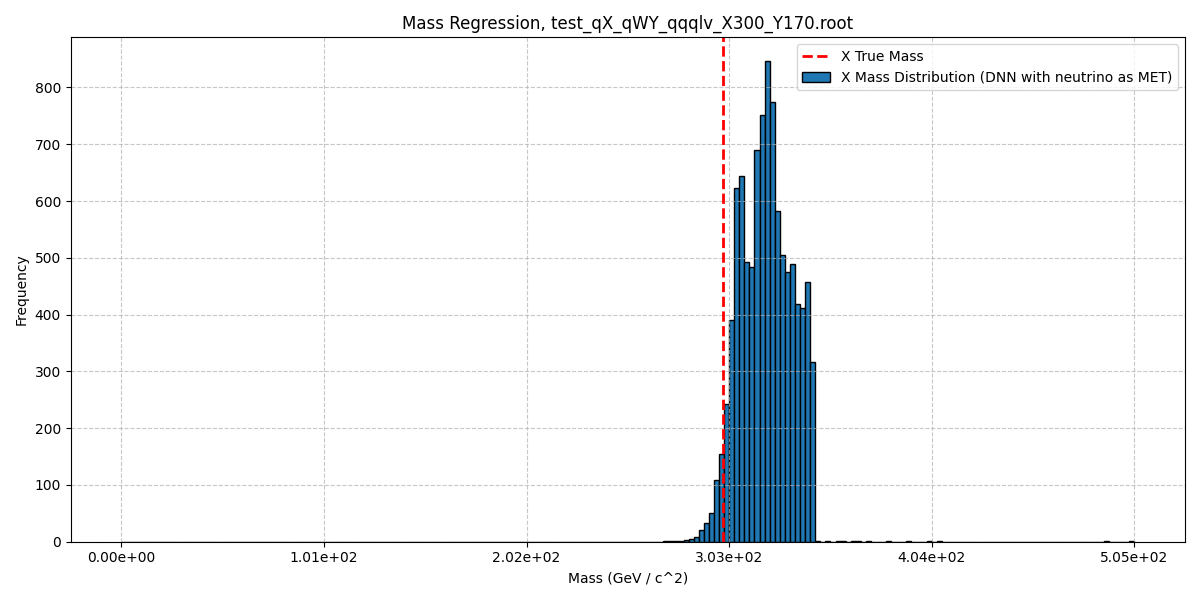 Mass Regression, test_qX_qWY_qqqlv_X300_Y170.root
X True Mass
X Mass Distribution (DNN with neutrino as MET)
Frequency
800
700
600
500
400
300
200
100
0
0.00e+00
1.01e+02
2.02e+02
3.03e+02
4.04e+02
5.05e+02
Mass (GeV / c^2)